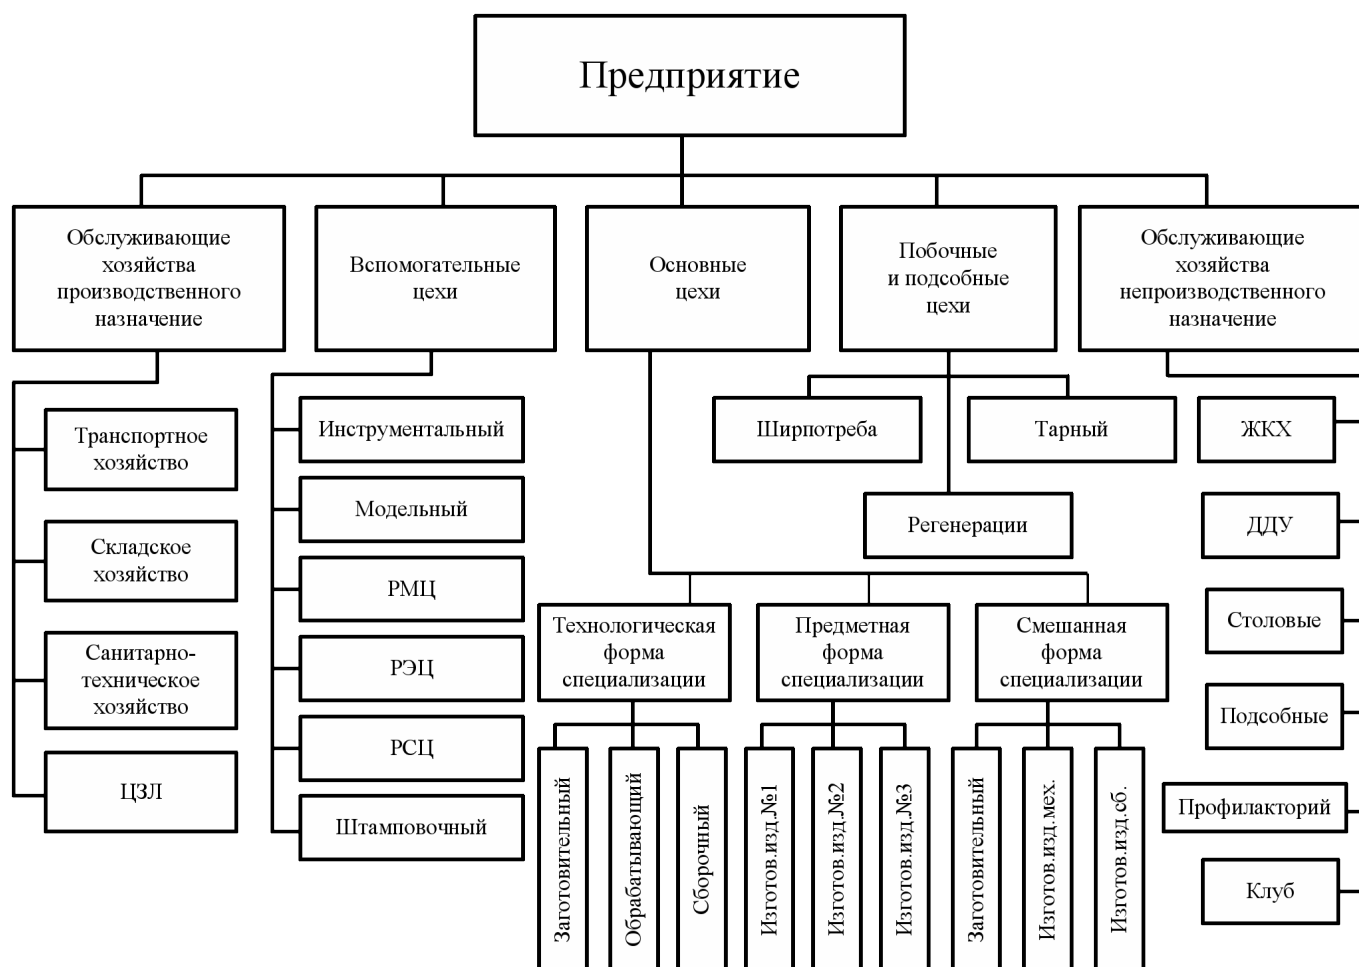 Предприятие
Обслуживающие
хозяйства
производственного
назначение
Вспомогательные
цехи
Основные
цехи
Побочные
и подсобные
цехи
Обслуживающие
хозяйства
непроизводственного
назначение
Транспортное
хозяйство
Складское
хозяйство
Санитарно-
техническое
хозяйство
ЦЗЛ
Инструментальный
Модельный
РМЦ
РЭЦ
РСЦ
Штамповочный
Ширпотреба
Тарный
Регенерации
Технологическая
форма
специализации
Предметная
форма
специализации
Смешанная
форма
специализации
Заготовительный
Обрабатывающий
Сборочный
Изготов.изд.№1
Изготов.изд.№2
Изготов.изд.№3
Заготовительный
Изготов.изд.мех.
Изготов.изд.сб.
ЖКХ
ДДУ
Столовые
Подсобные
Профилакторий
Клуб